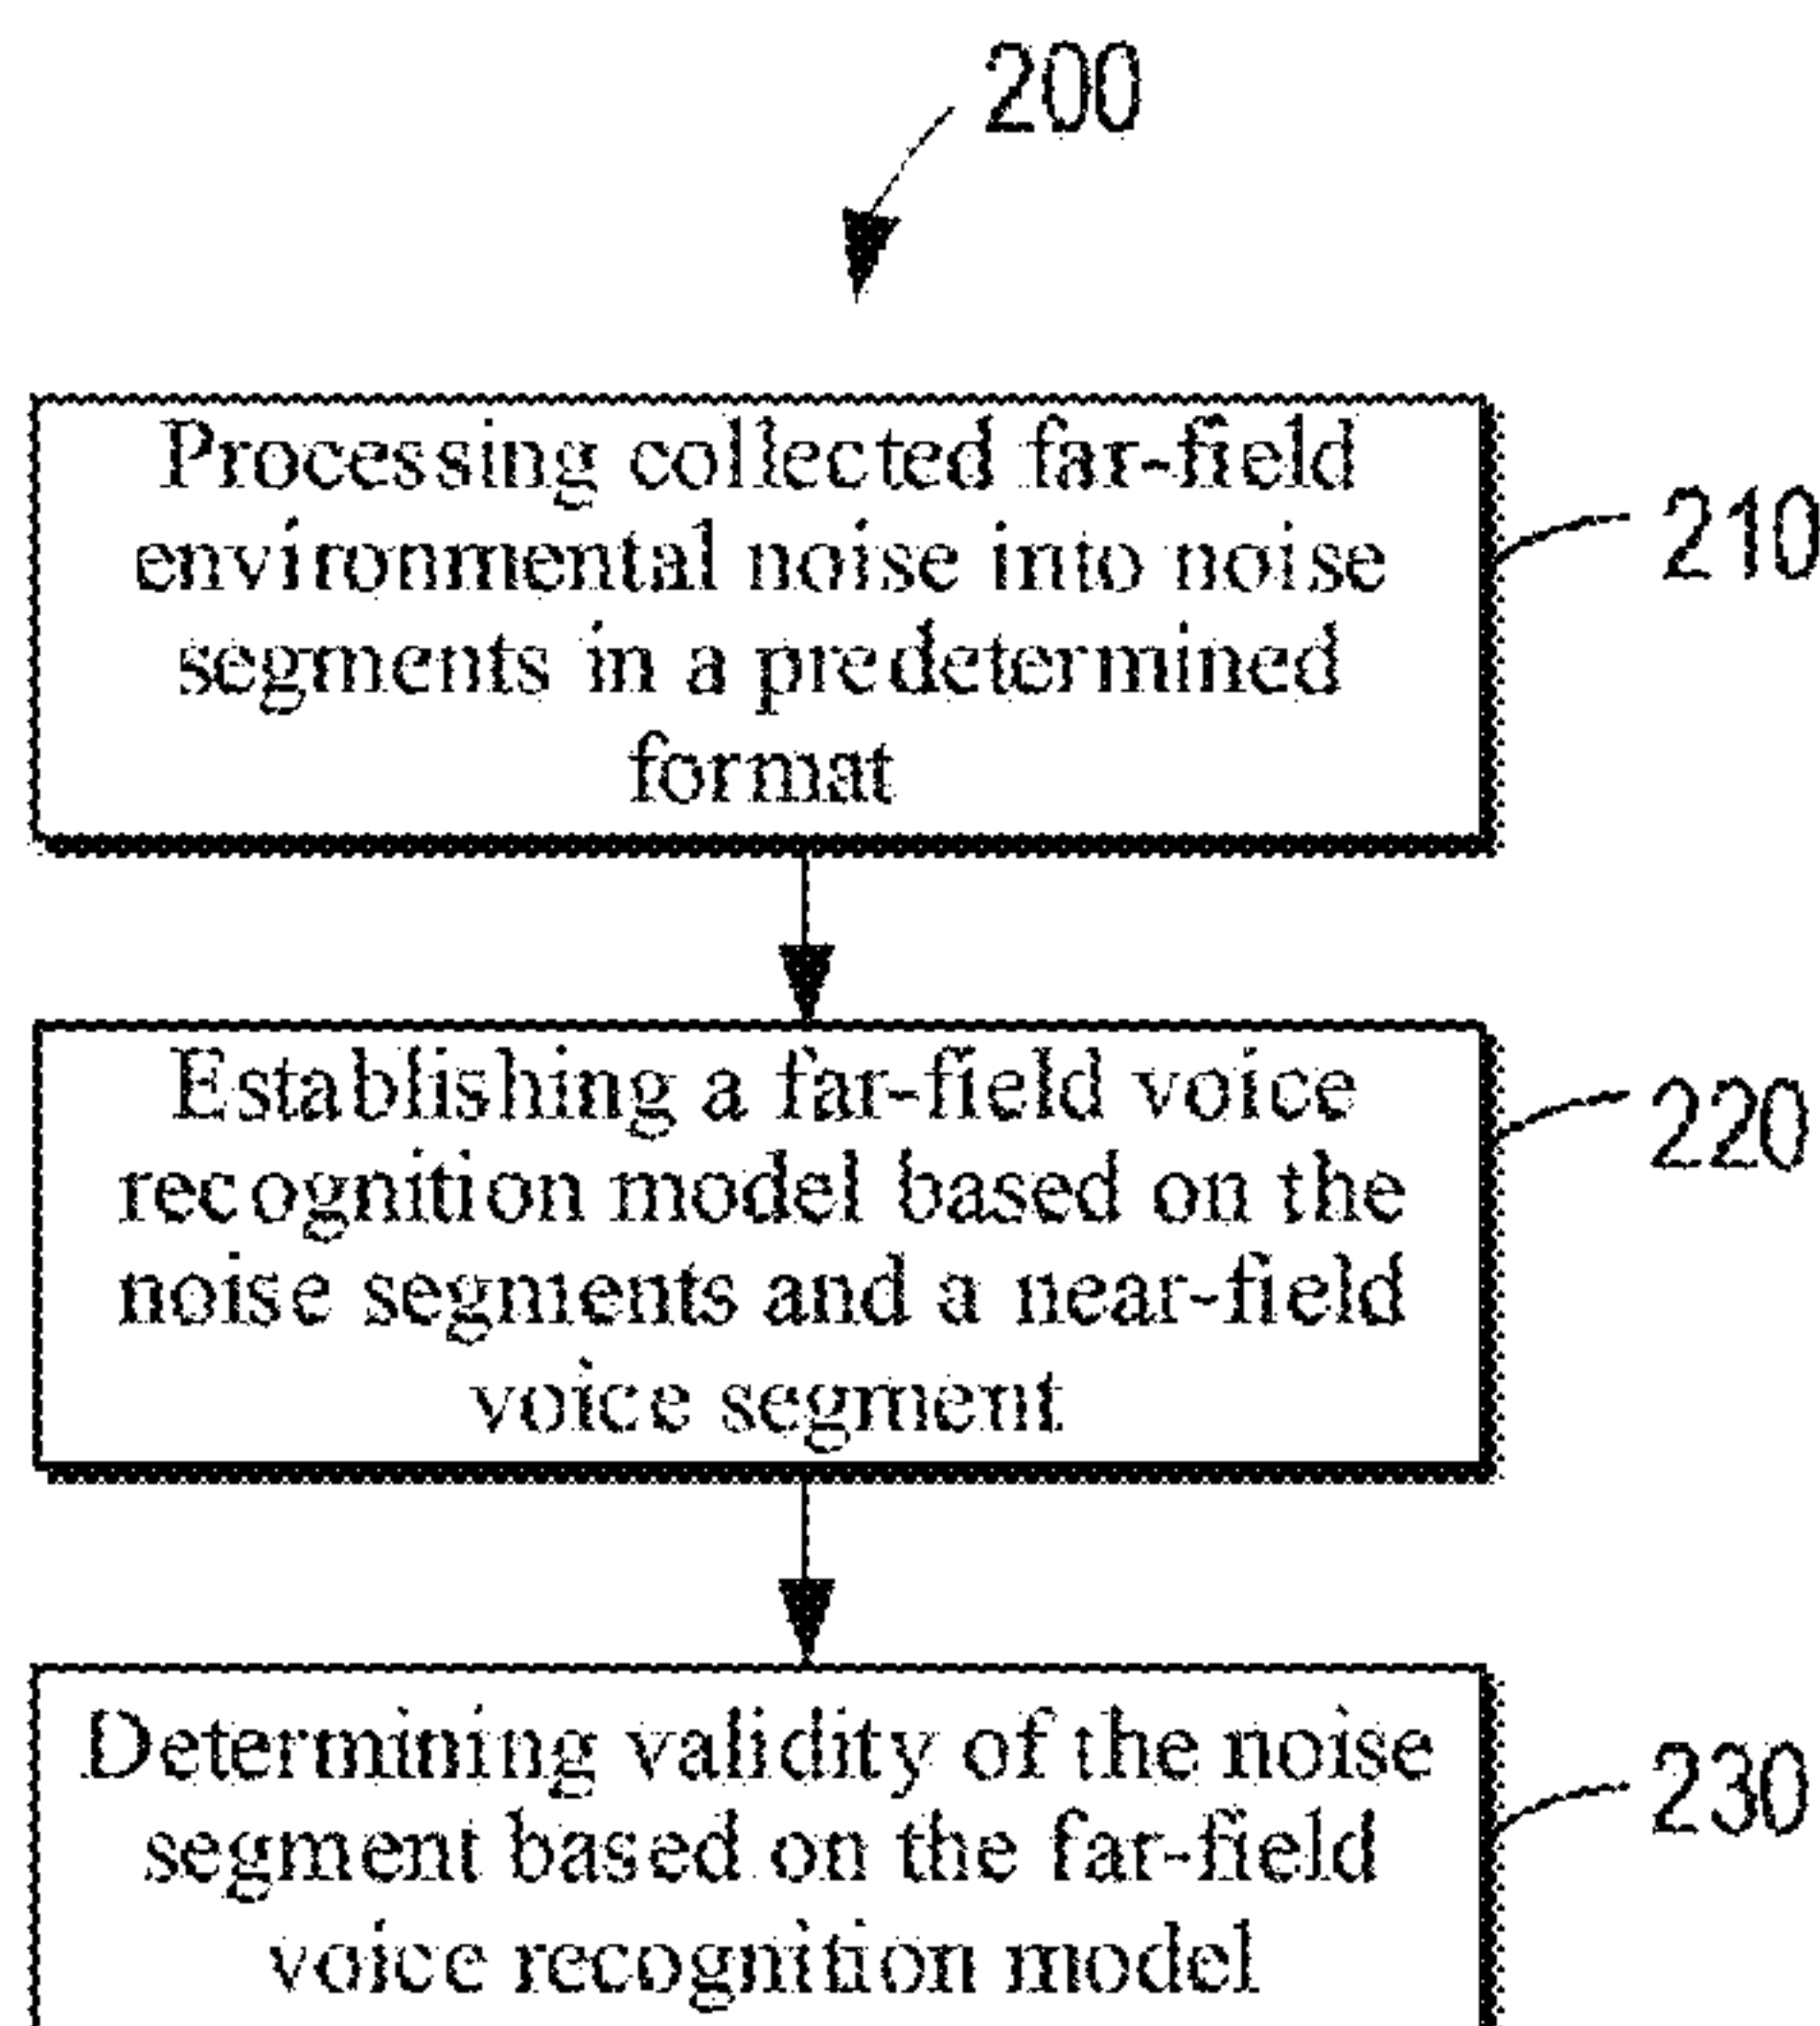 200
Processing collected far-field
environmental noise into noise
segments in a predetermined
format
210
Establishing a far-field voice
recognition model based on the
noise segments and a near-field
voice segment
220
Determining validity of the noise
segment based on the far-field
voice recognition model
230